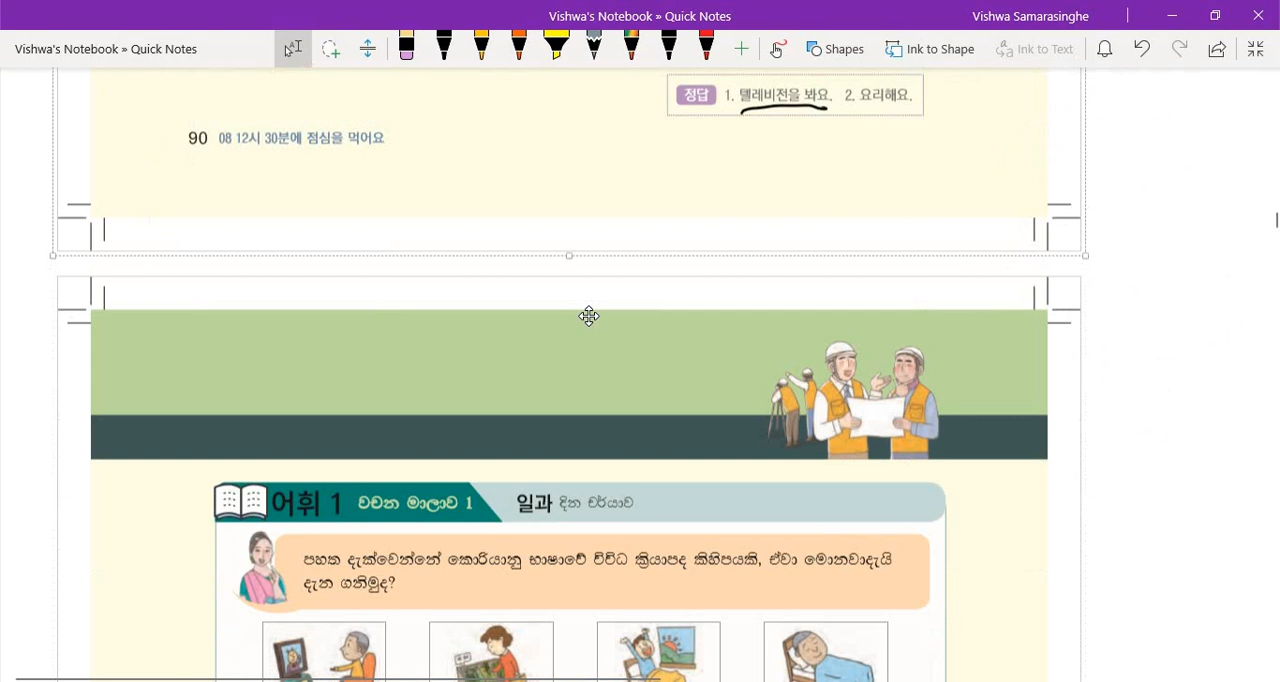 Vishwa's Notebook » Quick Notes
Vishwa Samarasinghe
Vishwa's Notebook » Quick Notes
Shapes
Ink to Shape
Ink to Text
정답 1. 텔레비전을 봐요. 2. 요리해요.
90 08 12시 30분에 점심을 먹어요
어휘 1 වචන මාලාව 1 일과 දින චර්යාව
පහත දැක්වෙන්නේ කොරියානු භාෂාවේ විවිධ ක්‍රියාපද කිහිපයකි, ඒවා මොනවාදැයි
දැන ගනිමුද?